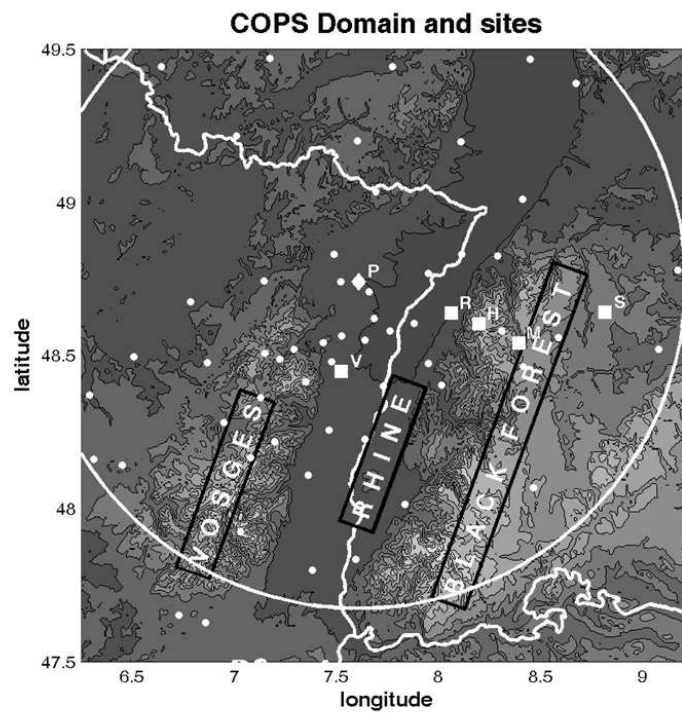 COPS Domain and sites
49.5
49
48.5
48
47.5
latitude
P
R
H
M
S
V
VOSGES
RHINE
BLACK FOREST
6.5 7 7.5 8 8.5 9
longitude